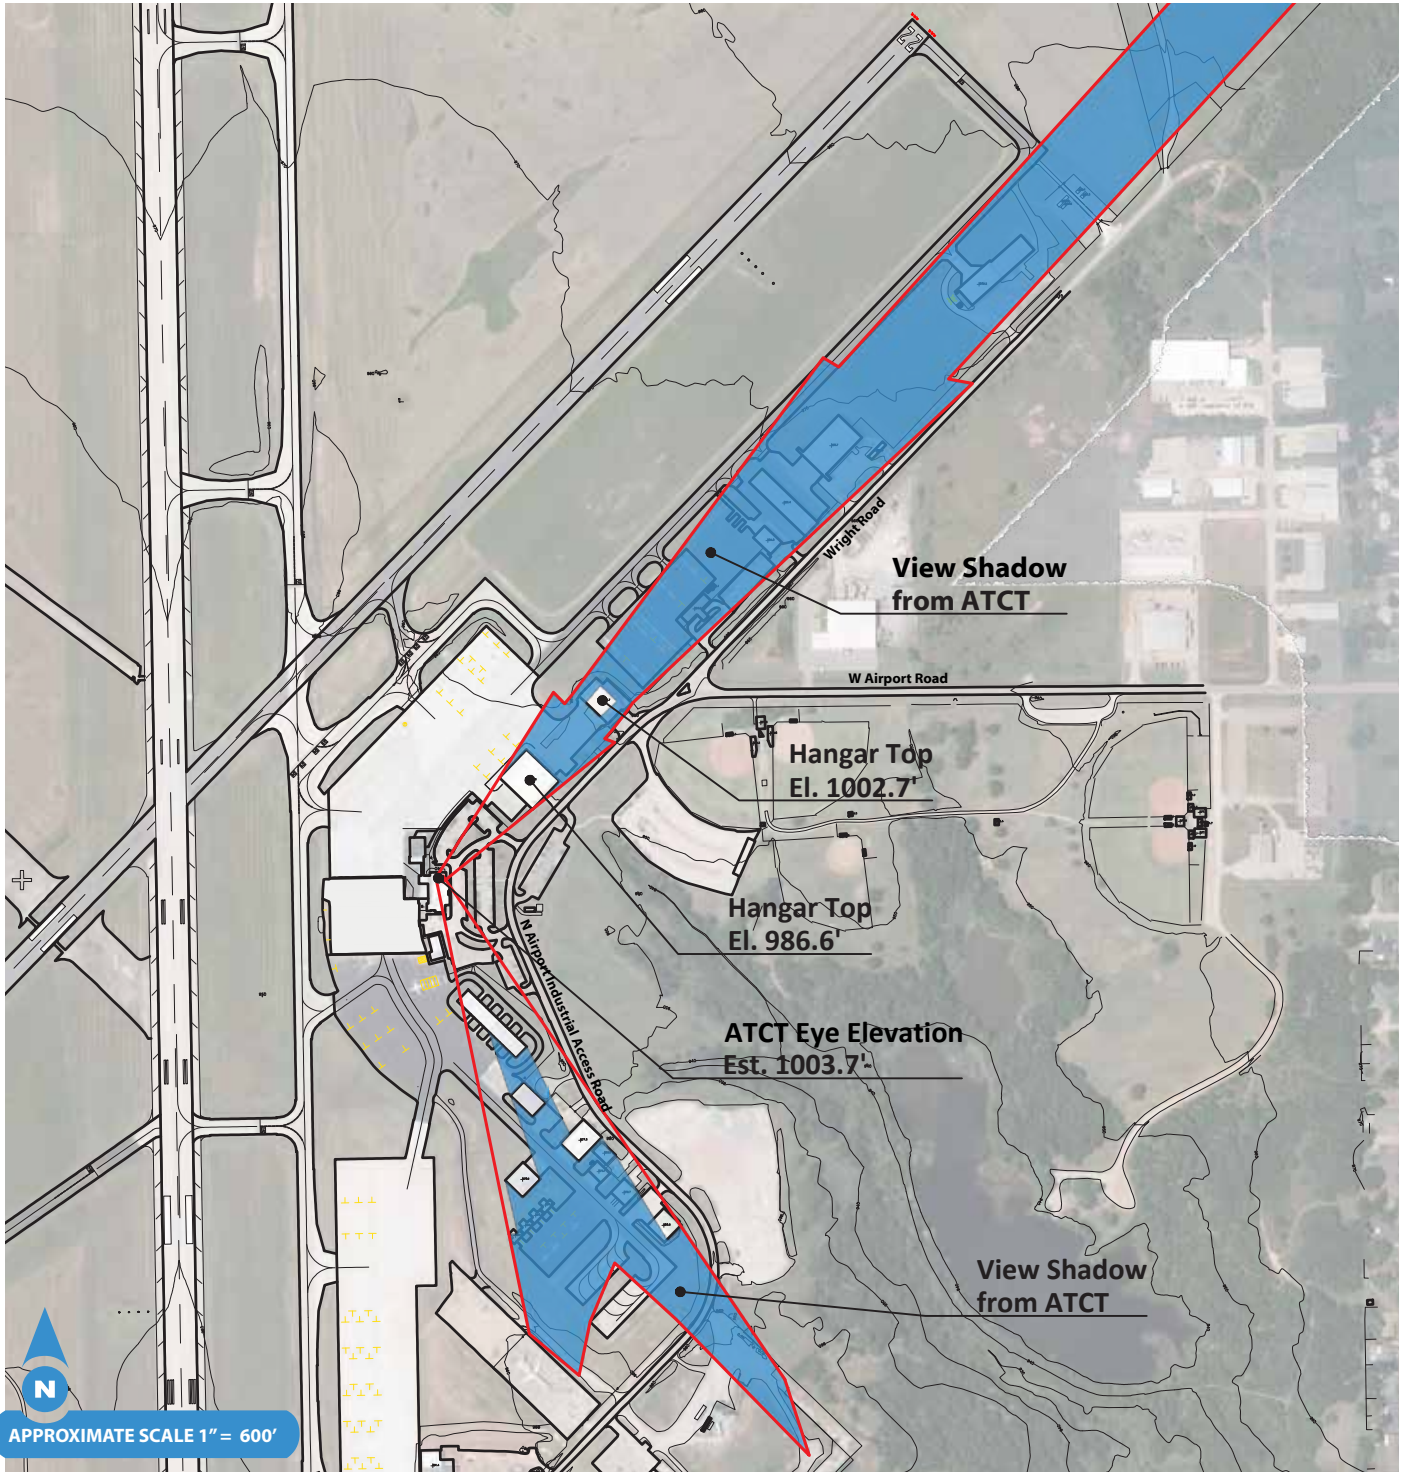 22
View Shadow
from ATCT
Wright Road
W Airport Road
Hangar Top
El. 1002.7'
Hangar Top
El. 986.6'
N Airport Industrial Access Road
ATCT Eye Elevation
Est. 1003.7'
View Shadow
from ATCT
N
APPROXIMATE SCALE 1" = 600'